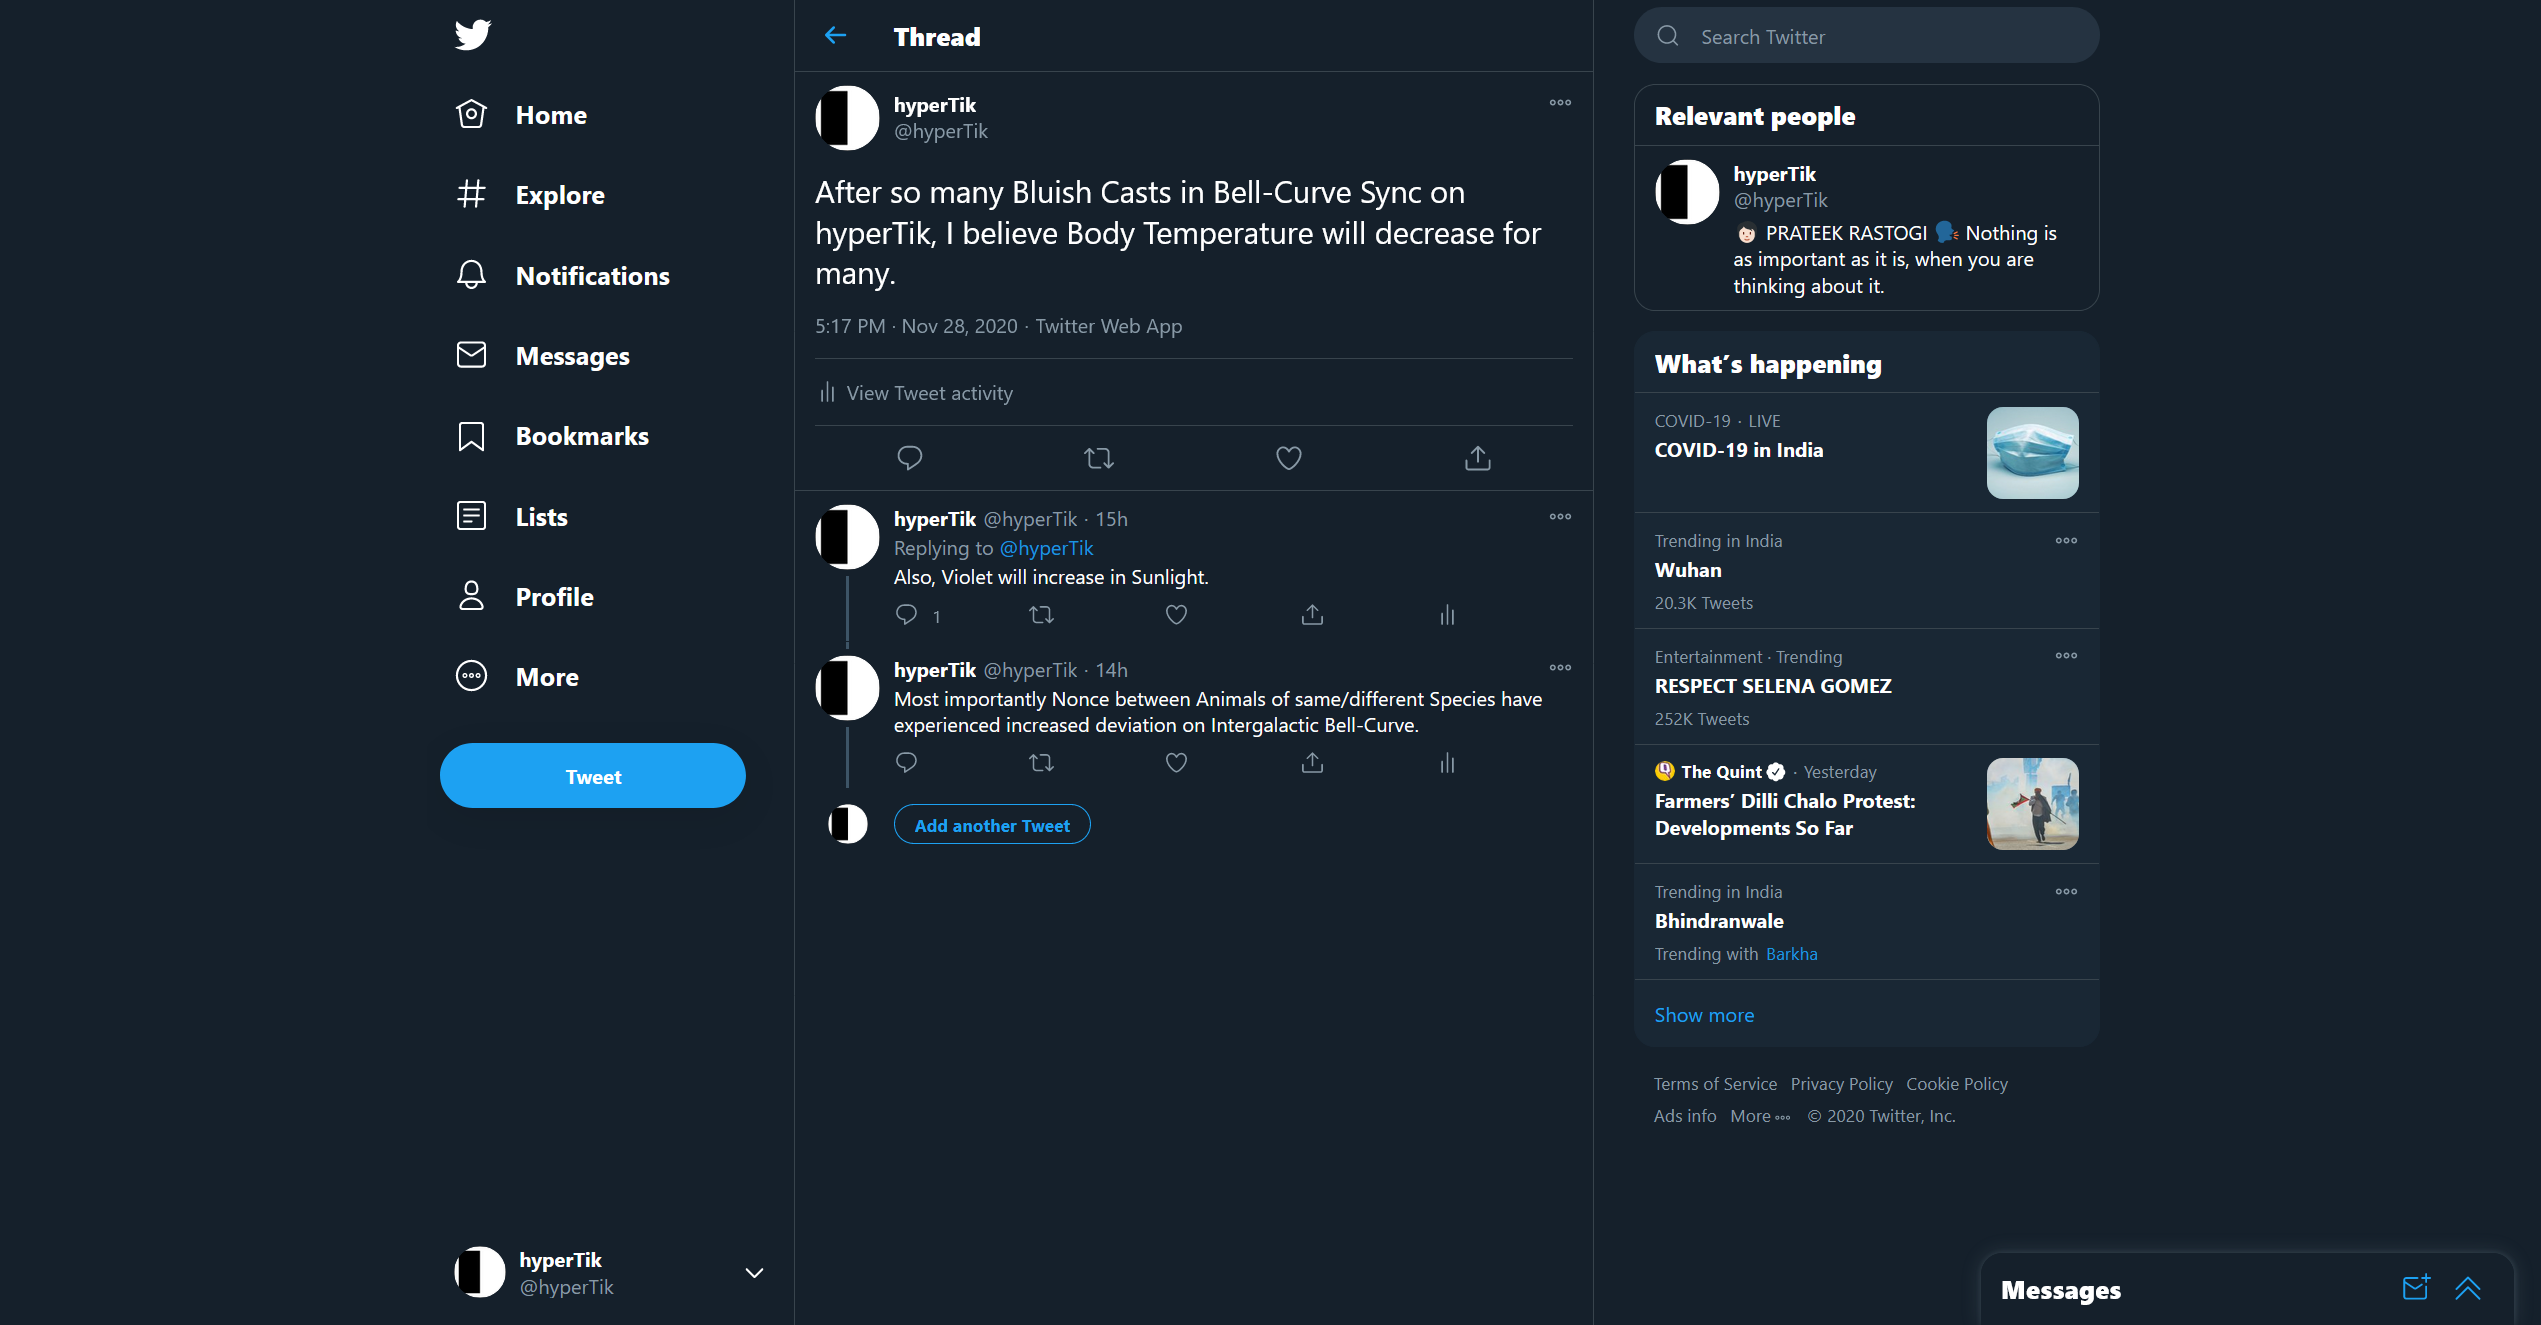 Home
Explore
Notifications
Messages
Bookmarks
Lists
Profile
More
Tweet
hyperTik
@hyperTik
Thread
hyperTik
@hyperTik
After so many Bluish Casts in Bell-Curve Sync on
hyperTik, I believe Body Temperature will decrease for
many.
5:17 PM · Nov 28, 2020 · Twitter Web App
View Tweet activity
hyperTik @hyperTik · 15h
Replying to @hyperTik
Also, Violet will increase in Sunlight.
1
hyperTik @hyperTik · 14h
Most importantly Nonce between Animals of same/different Species have
experienced increased deviation on Intergalactic Bell-Curve.
Add another Tweet
Search Twitter
Relevant people
hyperTik
@hyperTik
PRATEEK RASTOGI Nothing is
as important as it is, when you are
thinking about it.
What's happening
COVID-19 · LIVE
COVID-19 in India
Trending in India
Wuhan
20.3K Tweets
Entertainment · Trending
RESPECT SELENA GOMEZ
252K Tweets
The Quint · Yesterday
Farmers' Dilli Chalo Protest:
Developments So Far
Trending in India
Bhindranwale
Trending with Barkha
Show more
Terms of Service Privacy Policy Cookie Policy
Ads info More © 2020 Twitter, Inc.
Messages